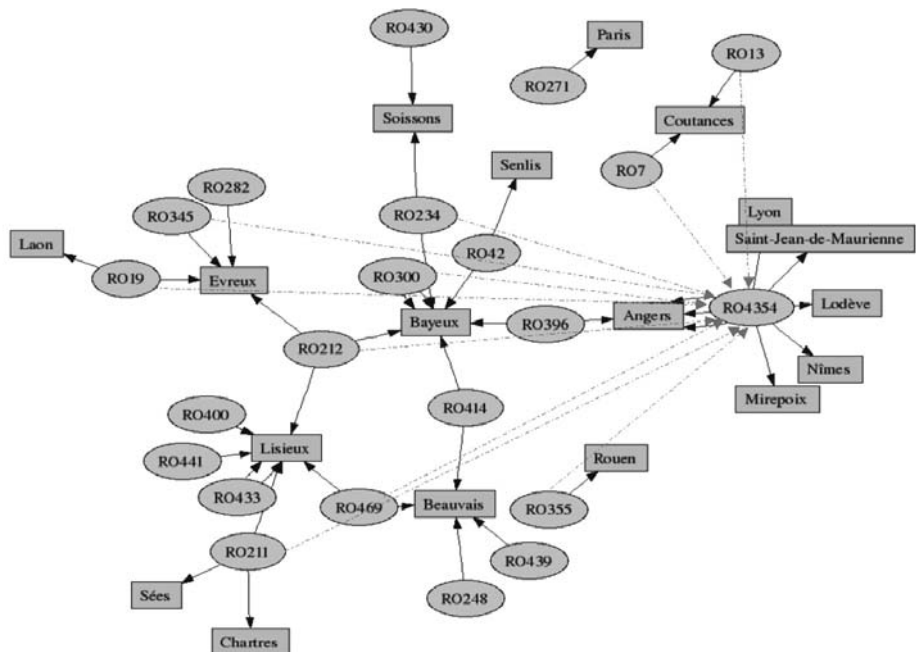 RO430
Paris
RO13
RO271
Soissons
Coutances
Senlis
RO7
RO282
RO345
RO234
Lyon
Laon
RO42
Saint-Jean-de-Maurienne
RO19
Evreux
RO300
RO4354
Lodève
Bayeux
RO396
Angers
RO212
Nîmes
Mirepoix
RO400
RO414
Lisieux
RO441
Rouen
RO433
RO469
Beauvais
RO355
RO211
RO439
Sées
RO248
Chartres